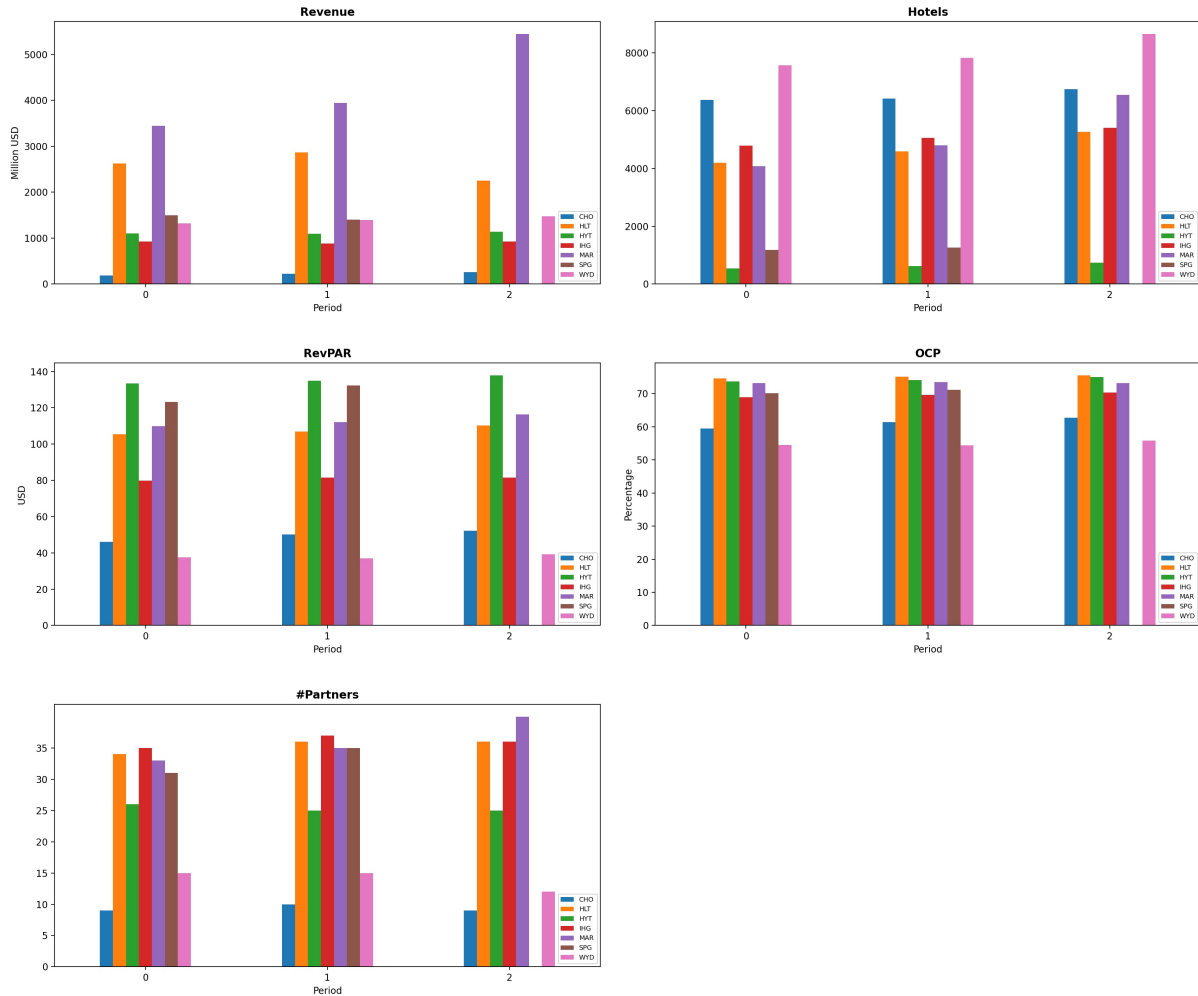 Revenue
Million USD
5000
4000
3000
2000
1000
0
0 1 2
Period
CHO
HLT
HYT
IHG
MAR
SPG
WYD
Hotels
8000
6000
4000
2000
0
0 1 2
Period
CHO
HLT
HYT
IHG
MAR
SPG
WYD
RevPAR
USD
140
120
100
80
60
40
20
0
0 1 2
Period
CHO
HLT
HYT
IHG
MAR
SPG
WYD
OCP
Percentage
70
60
50
40
30
20
10
0
0 1 2
Period
CHO
HLT
HYT
IHG
MAR
SPG
WYD
#Partners
35
30
25
20
15
10
5
0
0 1 2
Period
CHO
HLT
HYT
IHG
MAR
SPG
WYD